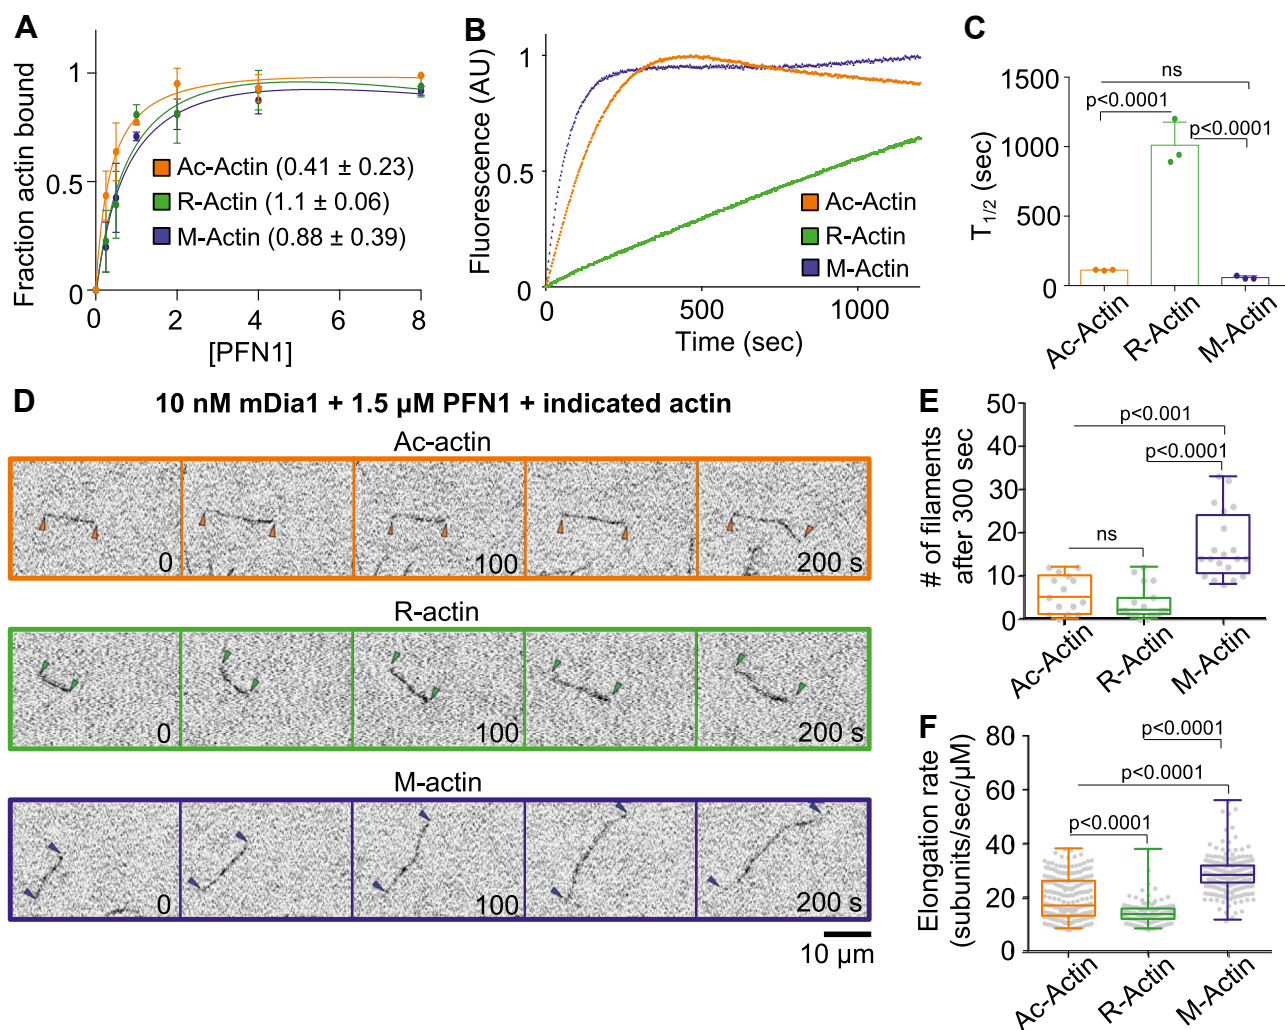 A
Fraction actin bound
1
0.5
0
0
2
4
6
8
[PFN1]
Ac-Actin (0.41 ± 0.23)
R-Actin (1.1 ± 0.06)
M-Actin (0.88 ± 0.39)
B
Fluorescence (AU)
1
0.5
0
0
500
1000
Time (sec)
Ac-Actin
R-Actin
M-Actin
C
T1/2 (sec)
1500
1000
500
0
ns
p<0.0001
p<0.0001
Ac-Actin
R-Actin
M-Actin
D
10 nM mDia1 + 1.5 µM PFN1 + indicated actin
Ac-actin
0
100
200 s
R-actin
0
100
200 s
M-actin
0
100
200 s
10 µm
E
# of filaments
after 300 sec
50
40
30
20
10
0
p<0.001
p<0.0001
ns
Ac-Actin
R-Actin
M-Actin
F
Elongation rate
(subunits/sec/µM)
80
60
40
20
0
p<0.0001
p<0.0001
p<0.0001
Ac-Actin
R-Actin
M-Actin